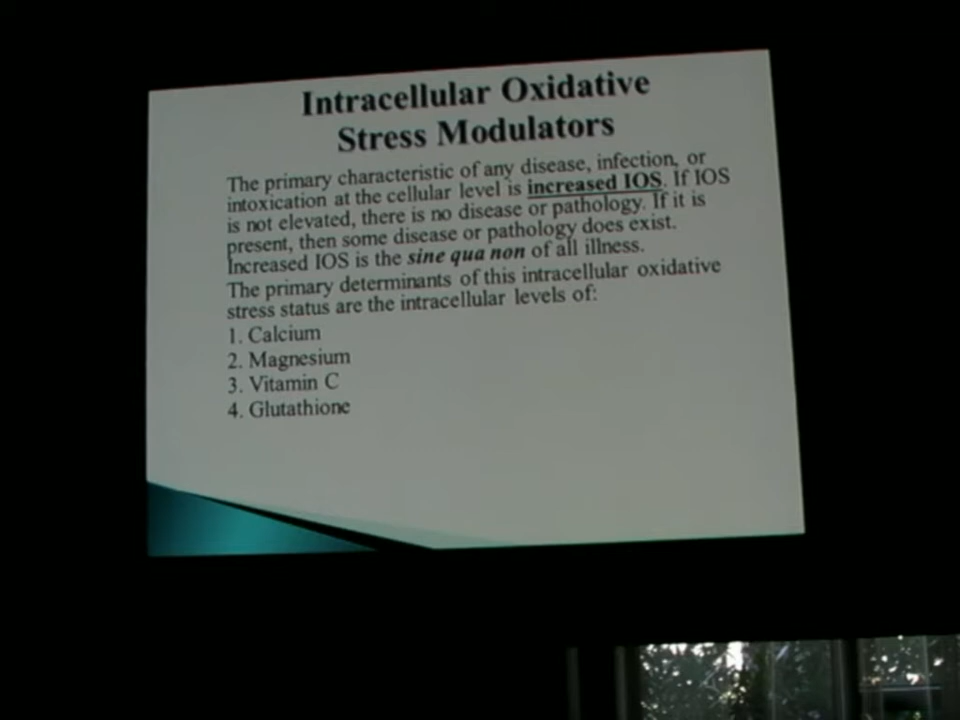 Intracellular Oxidative
Stress Modulators
The primary characteristic of any disease, infection, or
intoxication at the cellular level is increased IOS. If IOS
is not elevated, there is no disease or pathology. If it is
present, then some disease or pathology does exist.
Increased IOS is the sine qua non of all illness.
The primary determinants of this intracellular oxidative
stress status are the intracellular levels of:
1. Calcium
2. Magnesium
3. Vitamin C
4. Glutathione